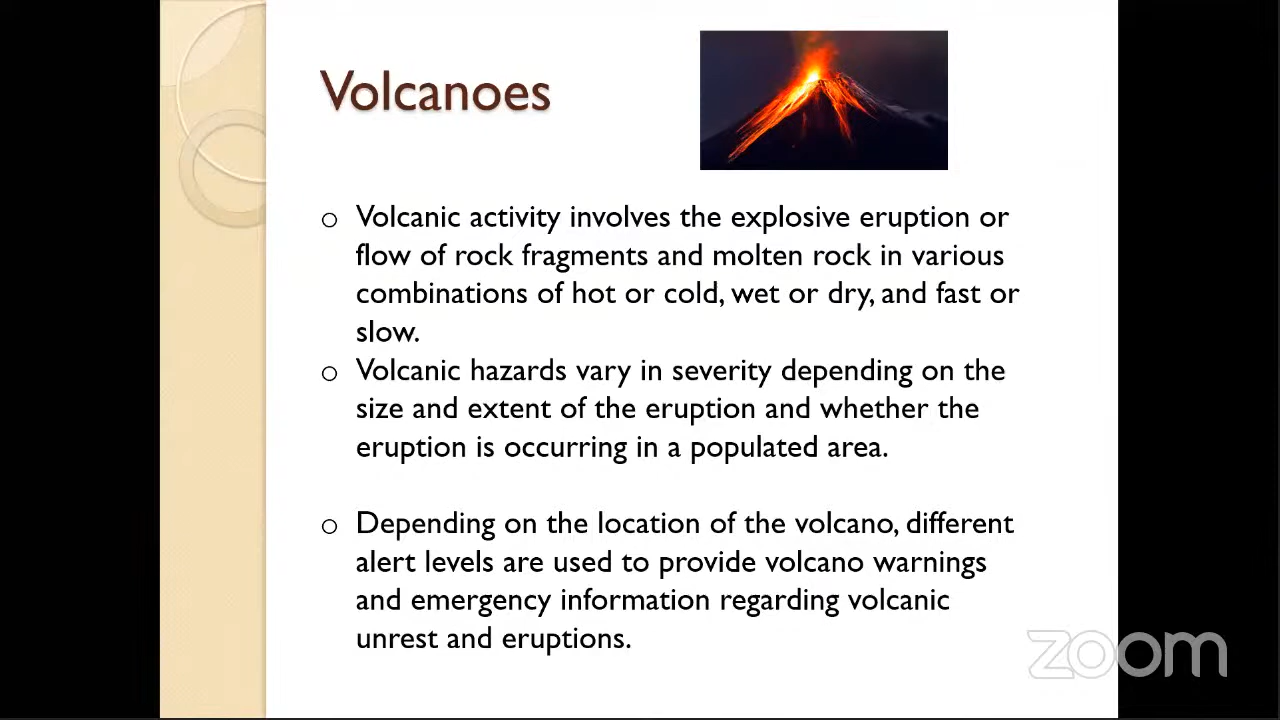 Volcanoes
o Volcanic activity involves the explosive eruption or
flow of rock fragments and molten rock in various
combinations of hot or cold, wet or dry, and fast or
slow.
o Volcanic hazards vary in severity depending on the
size and extent of the eruption and whether the
eruption is occurring in a populated area.
o Depending on the location of the volcano, different
alert levels are used to provide volcano warnings
and emergency information regarding volcanic
unrest and eruptions.
zoom